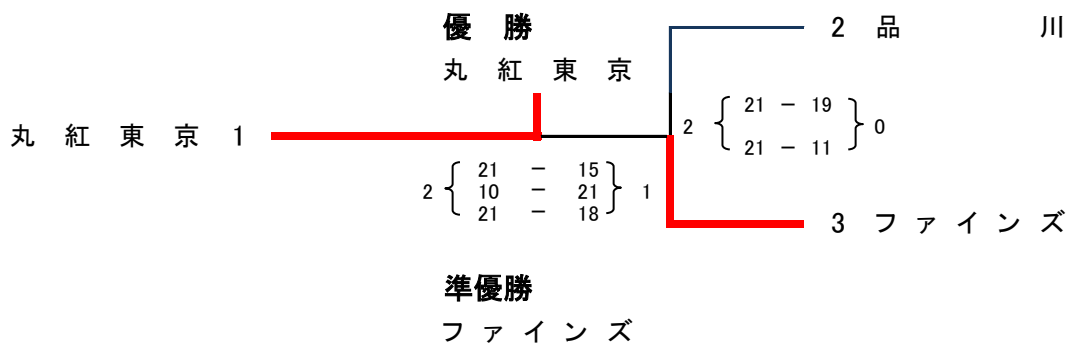 優 勝
丸 紅 東 京
2 品 川
丸 紅 東 京 1
2 { 21 － 19 } 0
21 － 11
2 { 21 － 15 } 1
10 － 21
21 － 18
3 フ ァ イ ン ズ
準優勝
フ ァ イ ン ズ